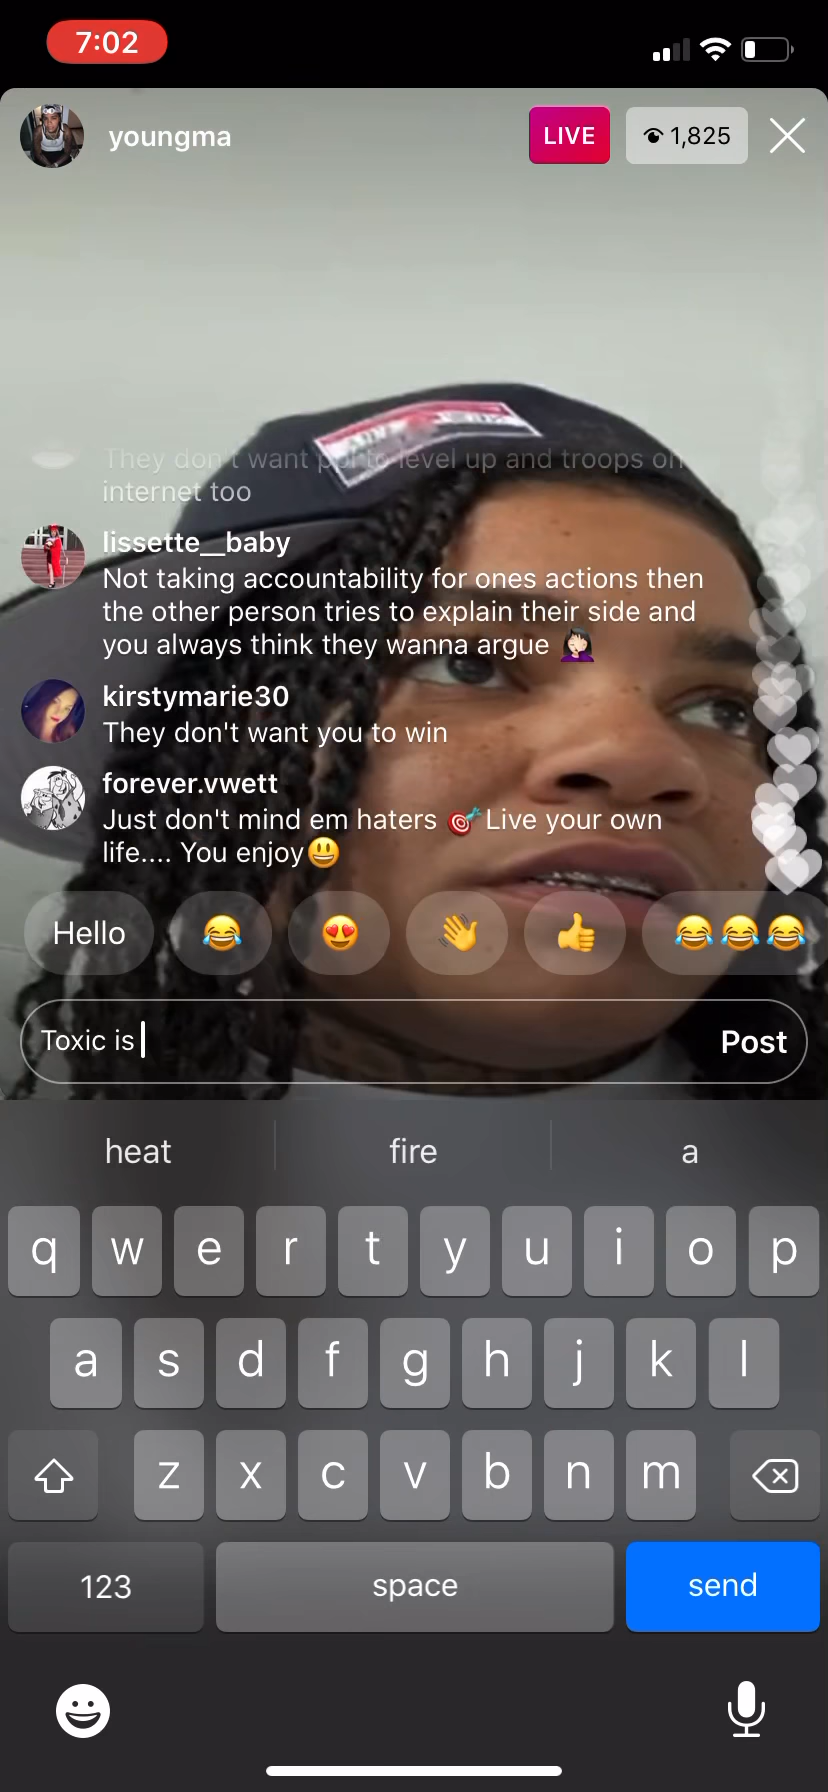 7:02
youngma
LIVE
1,825
They don't want ppl to level up and troops on
internet too
lissette__baby
Not taking accountability for ones actions then
the other person tries to explain their side and
you always think they wanna argue 🤦🏻‍♀️
kirstymarie30
They don't want you to win
forever.vwett
Just don't mind em haters 🎯Live your own
life.... You enjoy😃
Hello 😂 😍 👋 👍 😂😂😂
Toxic is
Post
heat fire a
q w e r t y u i o p
a s d f g h j k l
z x c v b n m
123 space send